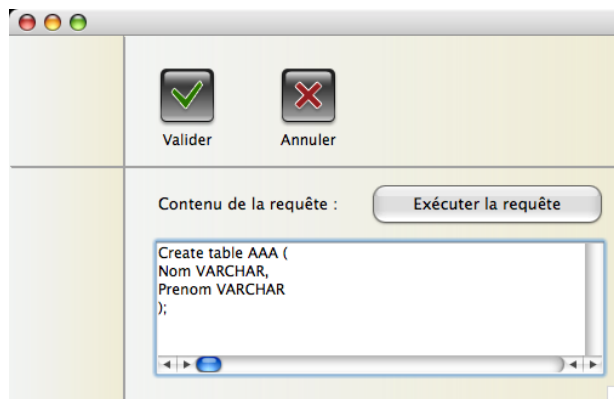 Valider
Annuler
Contenu de la requête :
Exécuter la requête
Create table AAA (
Nom VARCHAR,
Prenom VARCHAR
);